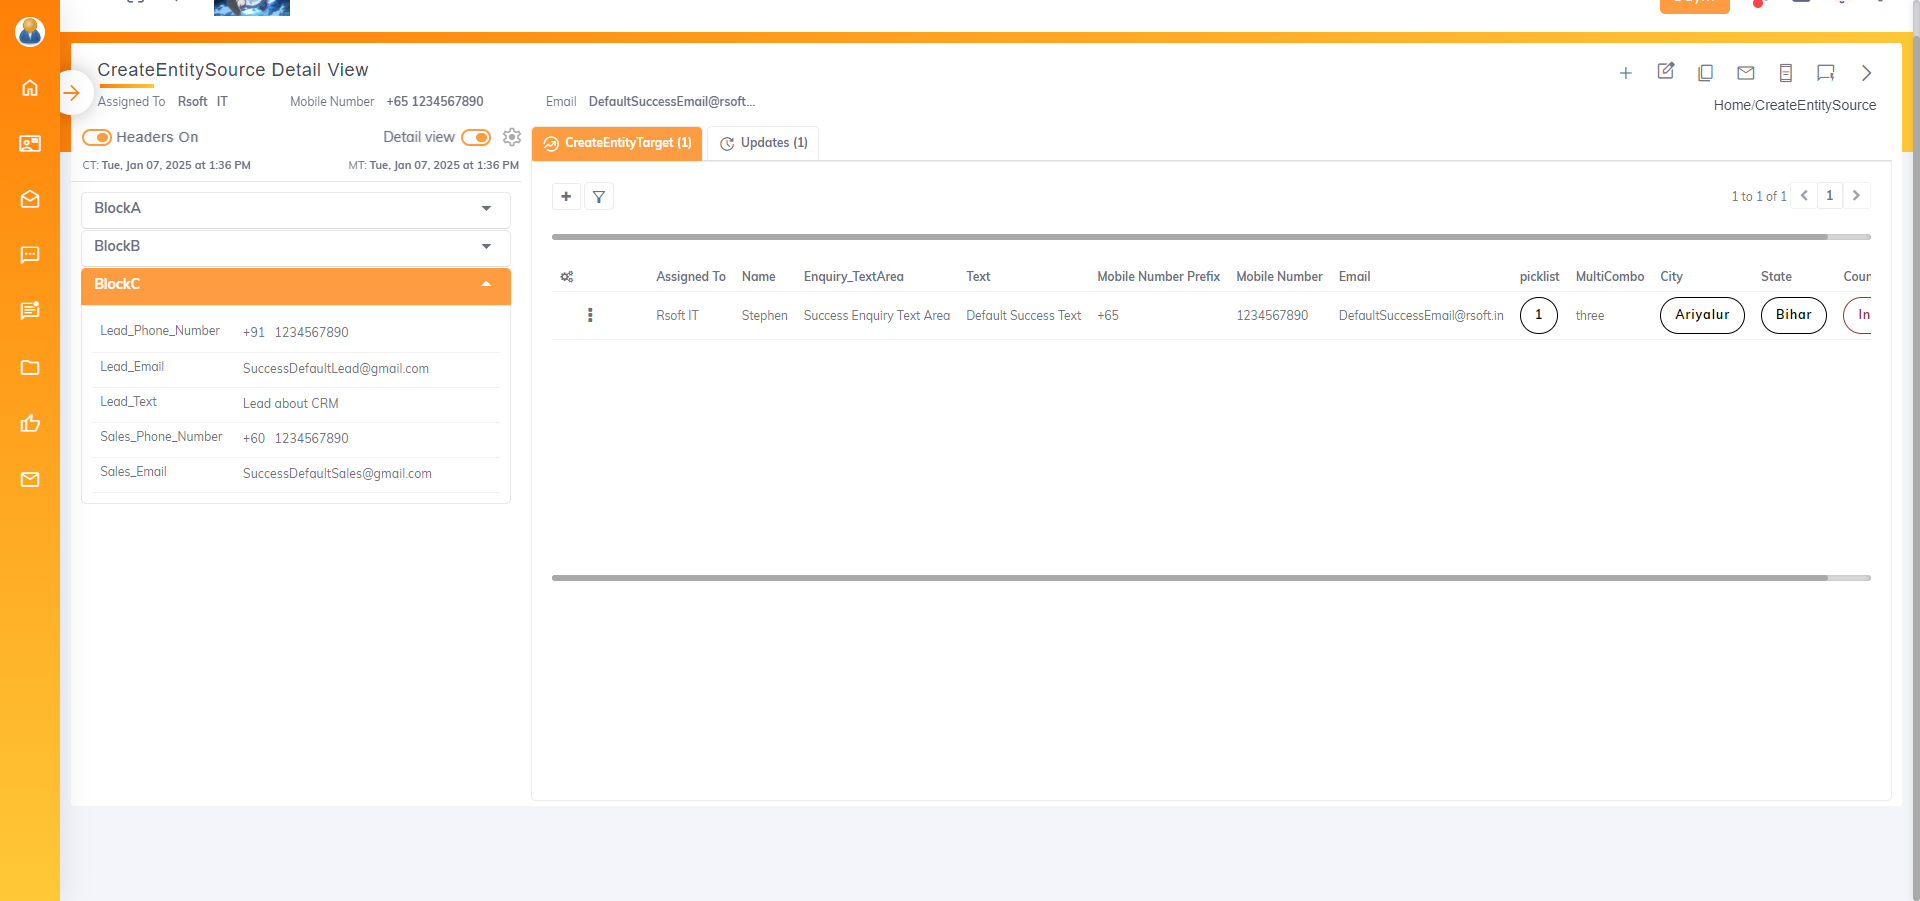 CreateEntitySource Detail View
Assigned To Rsoft IT Mobile Number +65 1234567890 Email DefaultSuccessEmail@rsoft...
Home/CreateEntitySource
Headers On Detail view
CT: Tue, Jan 07, 2025 at 1:36 PM MT: Tue, Jan 07, 2025 at 1:36 PM
BlockA
BlockB
BlockC
Lead_Phone_Number +91 1234567890
Lead_Email SuccessDefaultLead@gmail.com
Lead_Text Lead about CRM
Sales_Phone_Number +60 1234567890
Sales_Email SuccessDefaultSales@gmail.com
CreateEntityTarget (1) Updates (1)
1 to 1 of 1 1
Assigned To Name Enquiry_TextArea Text Mobile Number Prefix Mobile Number Email picklist MultiCombo City State Coun
Rsoft IT Stephen Success Enquiry Text Area Default Success Text +65 1234567890 DefaultSuccessEmail@rsoft.in 1 three Ariyalur Bihar In